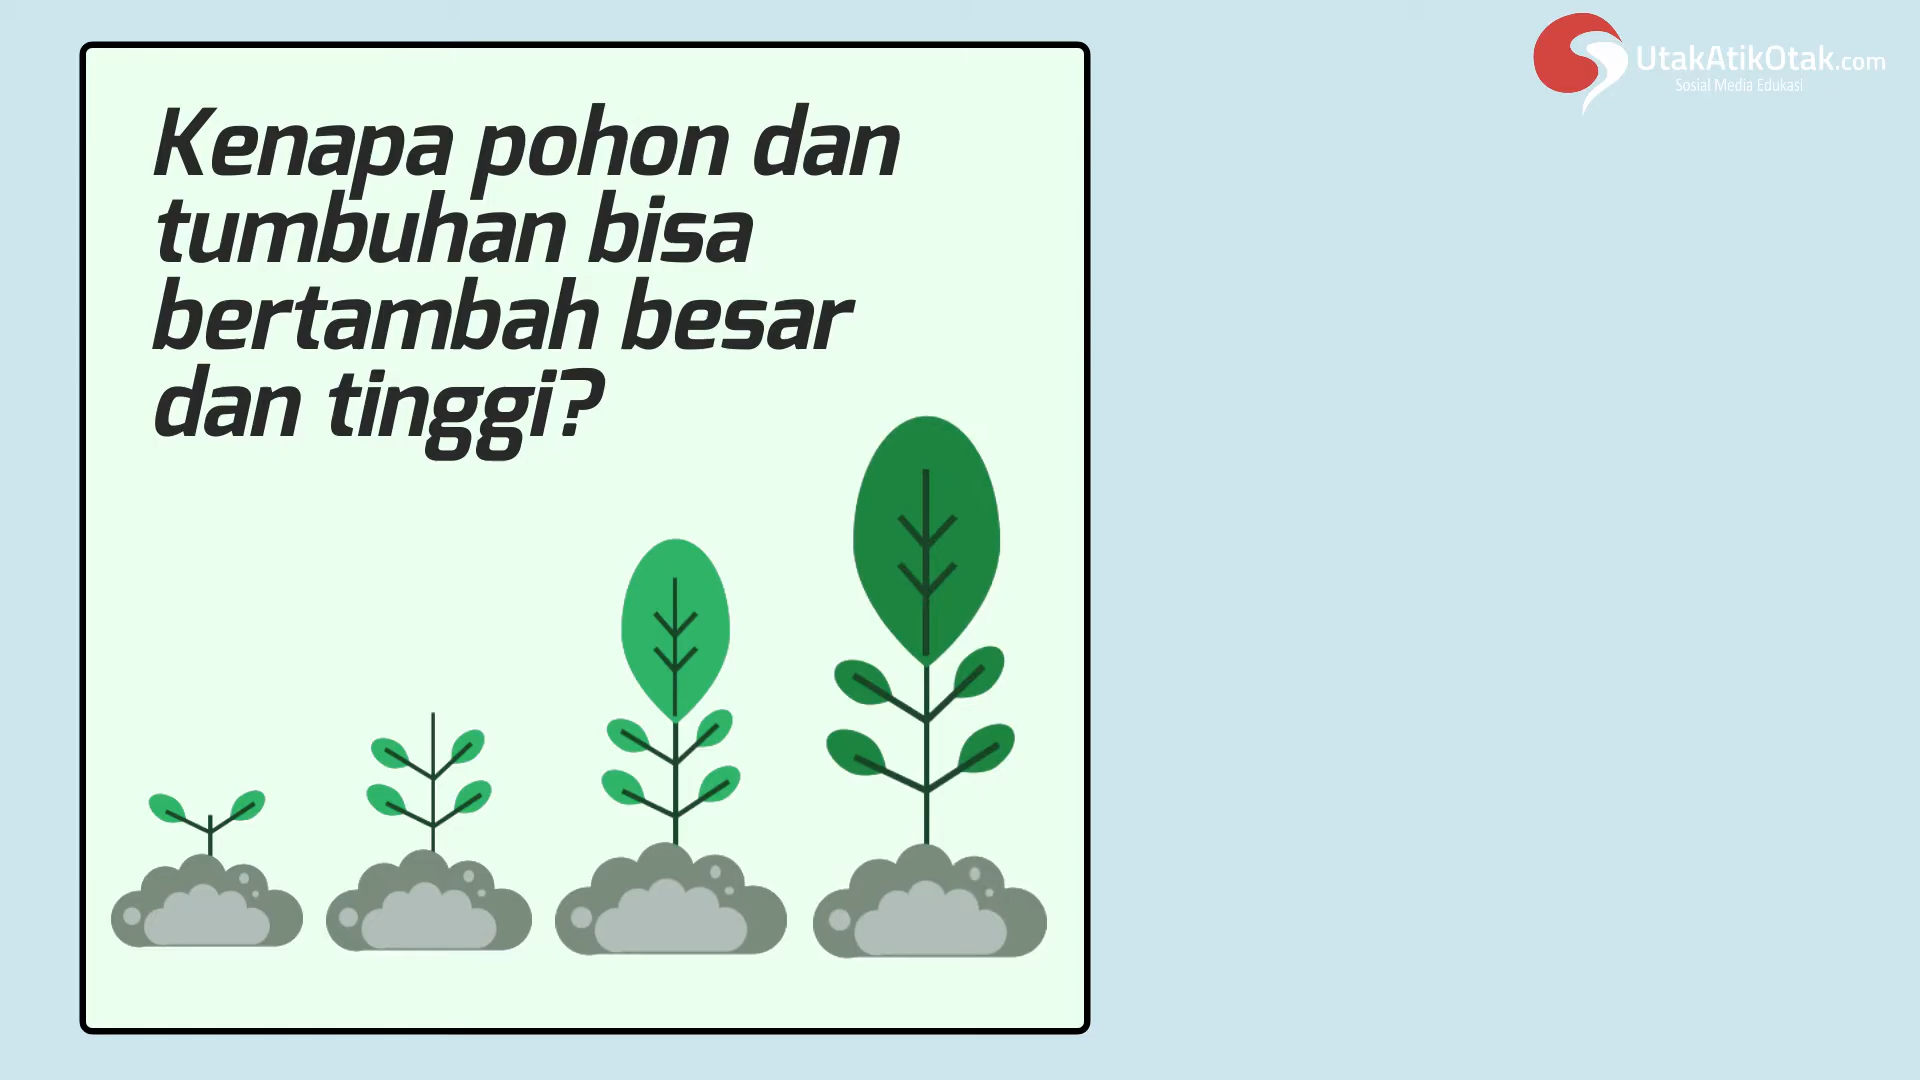 Kenapa pohon dan
tumbuhan bisa
bertambah besar
dan tinggi?
UtakAtikOtak.com
Sosial Media Edukasi